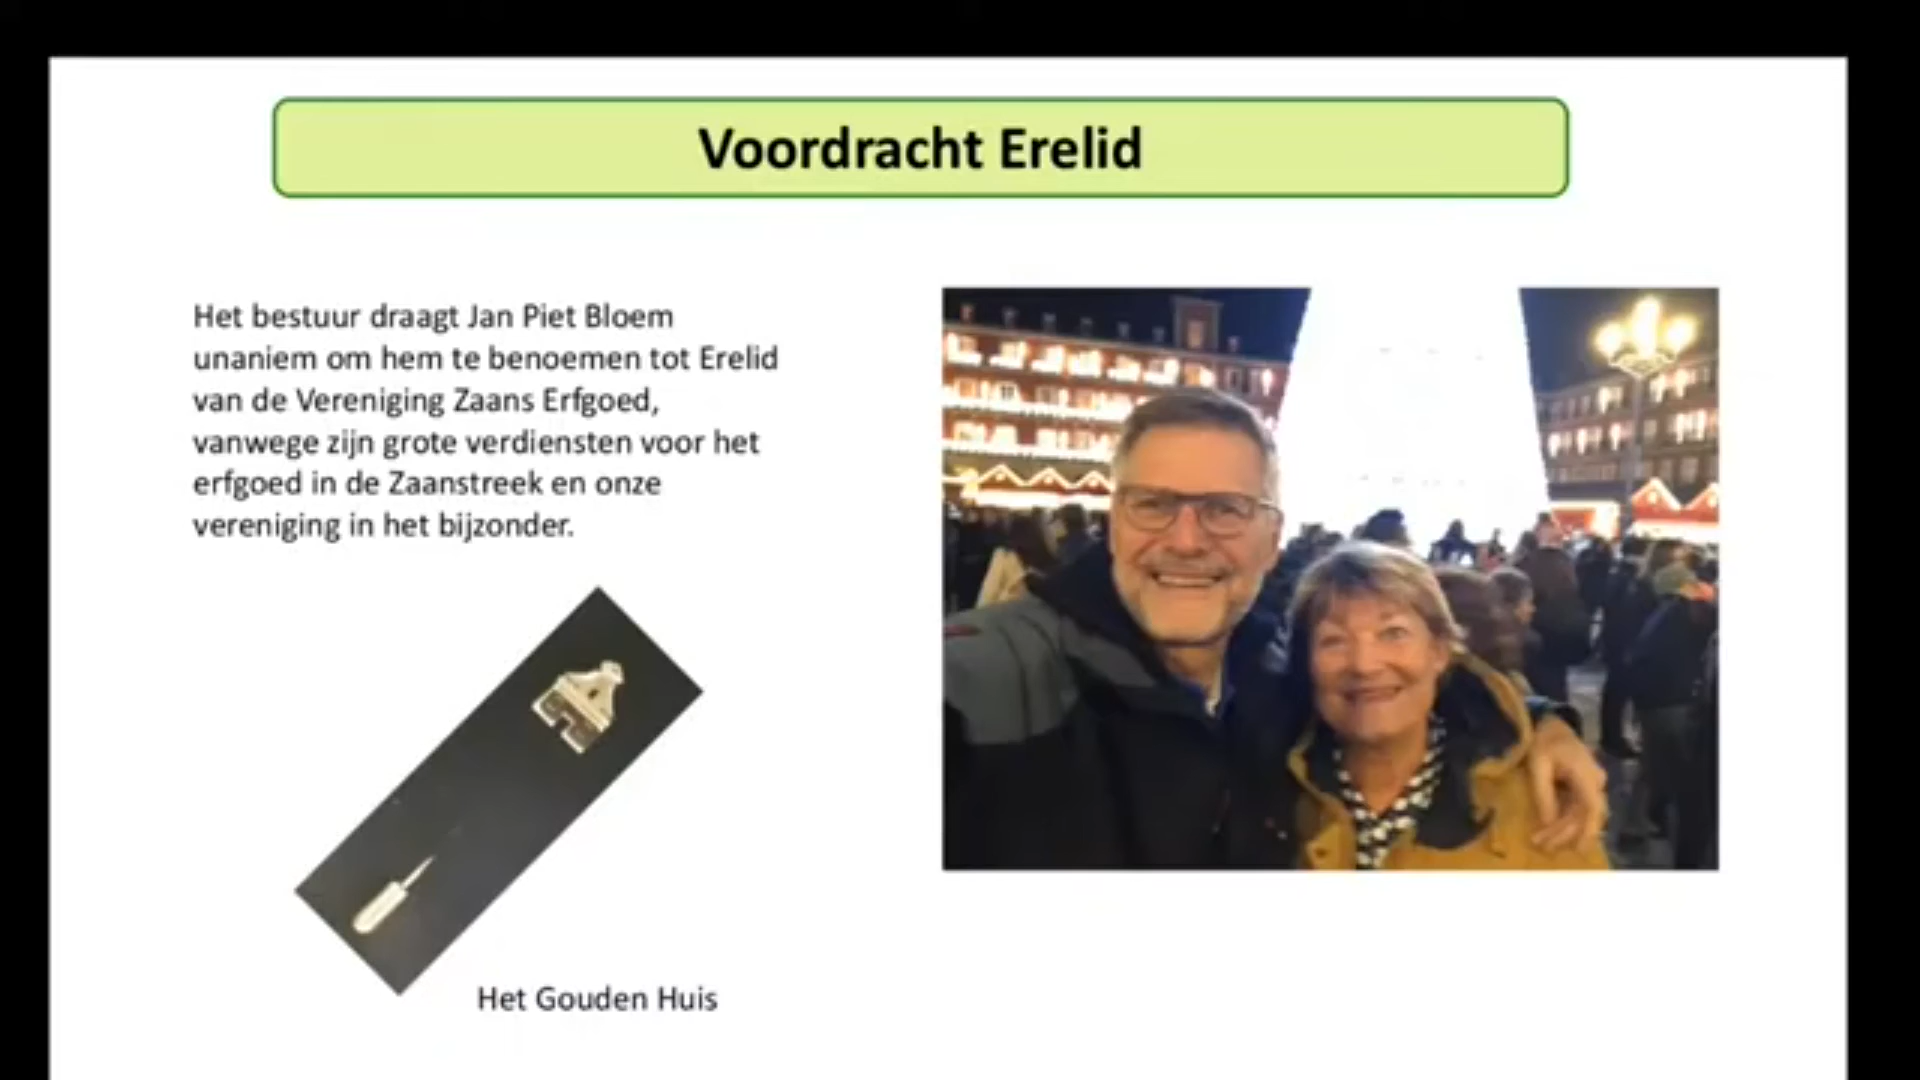 Voordracht Erelid
Het bestuur draagt Jan Piet Bloem
unaniem om hem te benoemen tot Erelid
van de Vereniging Zaans Erfgoed,
vanwege zijn grote verdiensten voor het
erfgoed in de Zaanstreek en onze
vereniging in het bijzonder.
Het Gouden Huis